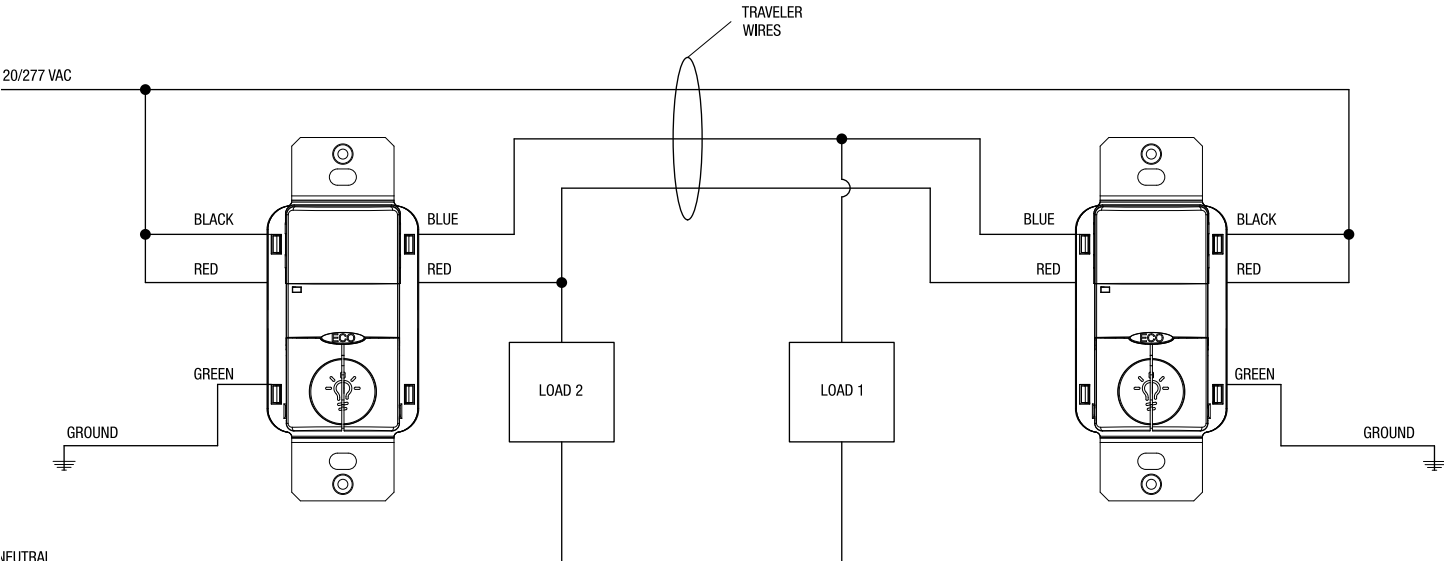 TRAVELER
WIRES
20/277 VAC
BLACK
BLUE
BLUE
BLACK
RED
RED
RED
RED
ECO
ECO
GREEN
LOAD 2
LOAD 1
GREEN
GROUND
GROUND
NEUTRAL